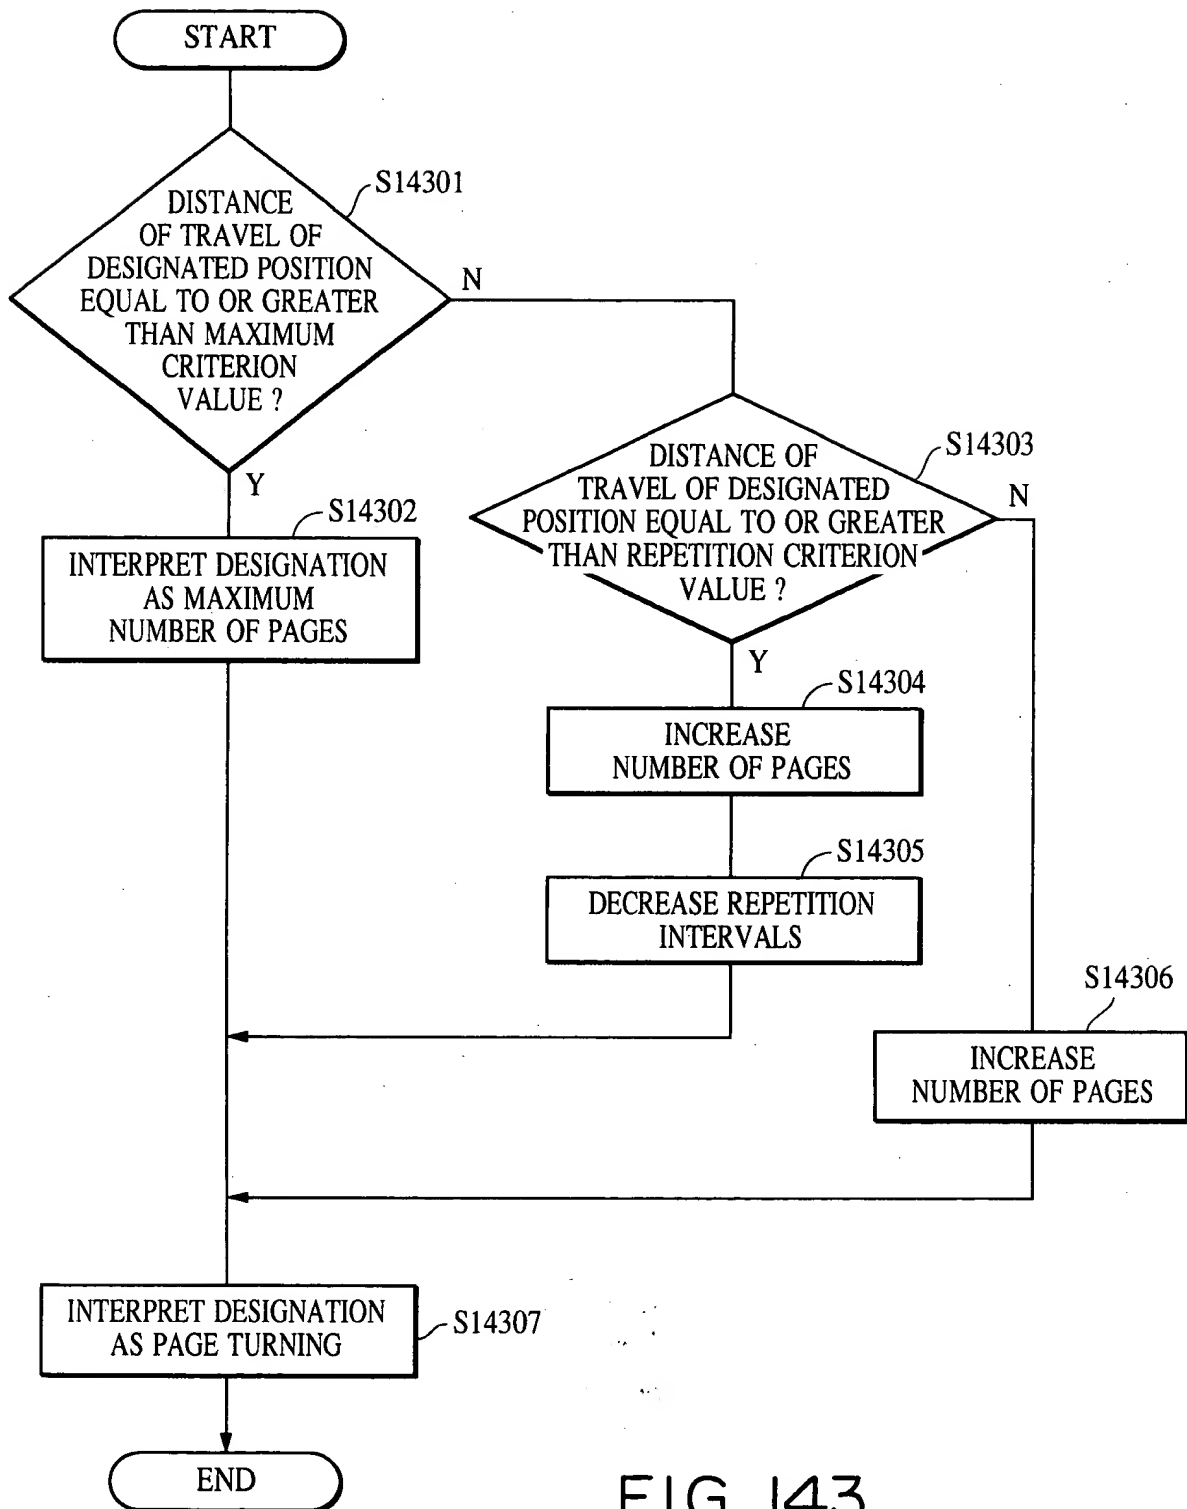 START
S14301
DISTANCE
OF TRAVEL OF
DESIGNATED POSITION
EQUAL TO OR GREATER
THAN MAXIMUM
CRITERION
VALUE ?
N
Y
S14302
INTERPRET DESIGNATION
AS MAXIMUM
NUMBER OF PAGES
S14303
DISTANCE OF
TRAVEL OF DESIGNATED
POSITION EQUAL TO OR GREATER
THAN REPETITION CRITERION
VALUE ?
N
Y
S14304
INCREASE
NUMBER OF PAGES
S14305
DECREASE REPETITION
INTERVALS
S14306
INCREASE
NUMBER OF PAGES
INTERPRET DESIGNATION
AS PAGE TURNING
S14307
END
FIG. 143